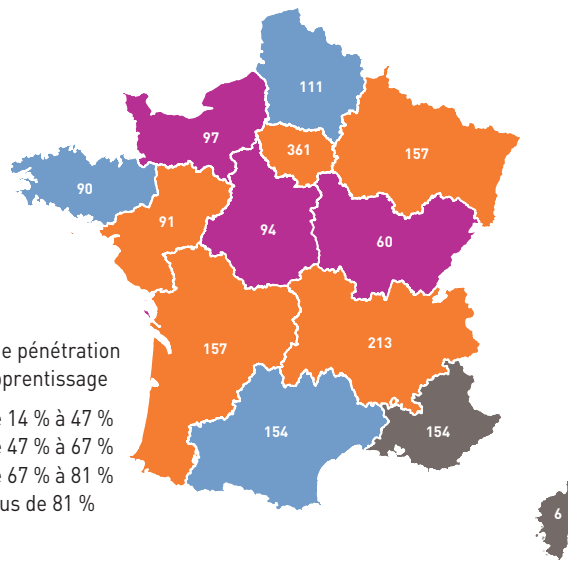 111
97
361
157
90
91
94
60
157
213
154
154
6
e pénétration
pprentissage
e 14 % à 47 %
e 47 % à 67 %
e 67 % à 81 %
us de 81 %